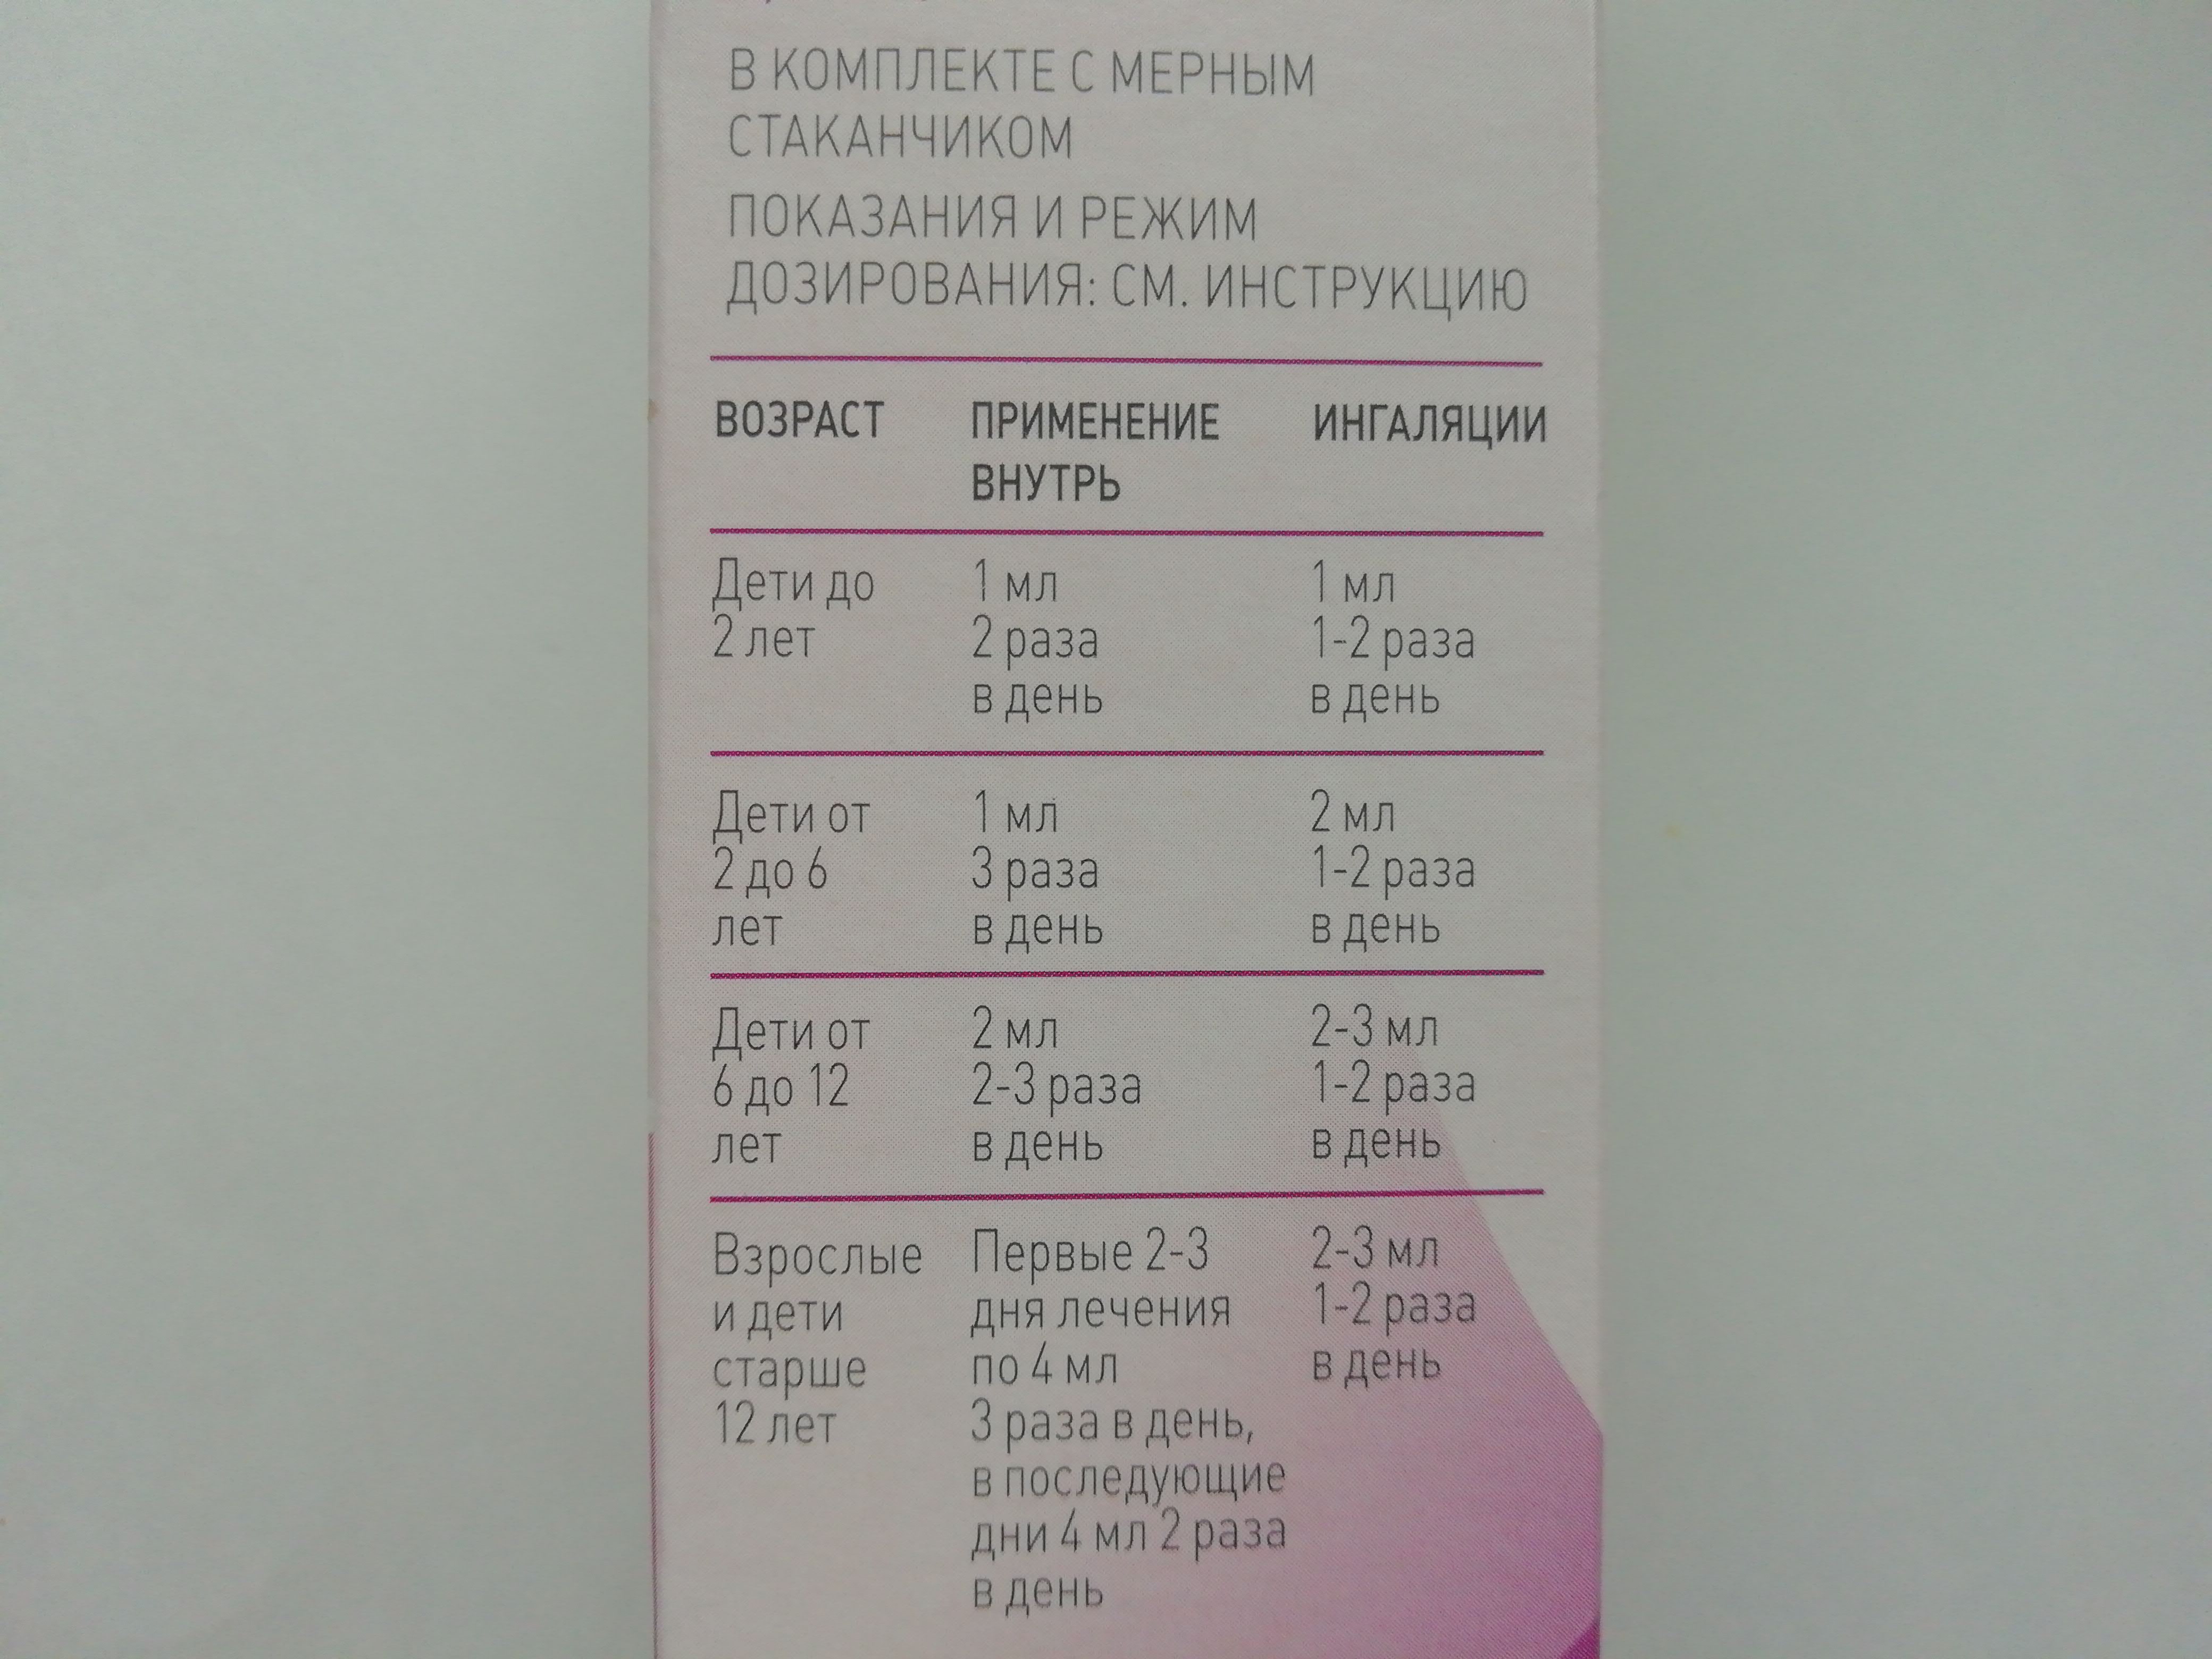 В КОМПЛЕКТЕ С МЕРНЫМ
СТАКАНЧИКОМ
ПОКАЗАНИЯ И РЕЖИМ
ДОЗИРОВАНИЯ: СМ. ИНСТРУКЦИЮ
ВОЗРАСТ ПРИМЕНЕНИЕ ИНГАЛЯЦИИ
ВНУТРЬ
Дети до 1 мл 1 мл
2 лет 2 раза 1-2 раза
в день в день
Дети от 1 мл 2 мл
2 до 6 3 раза 1-2 раза
лет в день в день
Дети от 2 мл 2-3 мл
6 до 12 2-3 раза 1-2 раза
лет в день в день
Взрослые Первые 2-3 2-3 мл
и дети дня лечения 1-2 раза
старше по 4 мл в день
12 лет 3 раза в день,
в последующие
дни 4 мл 2 раза
в день